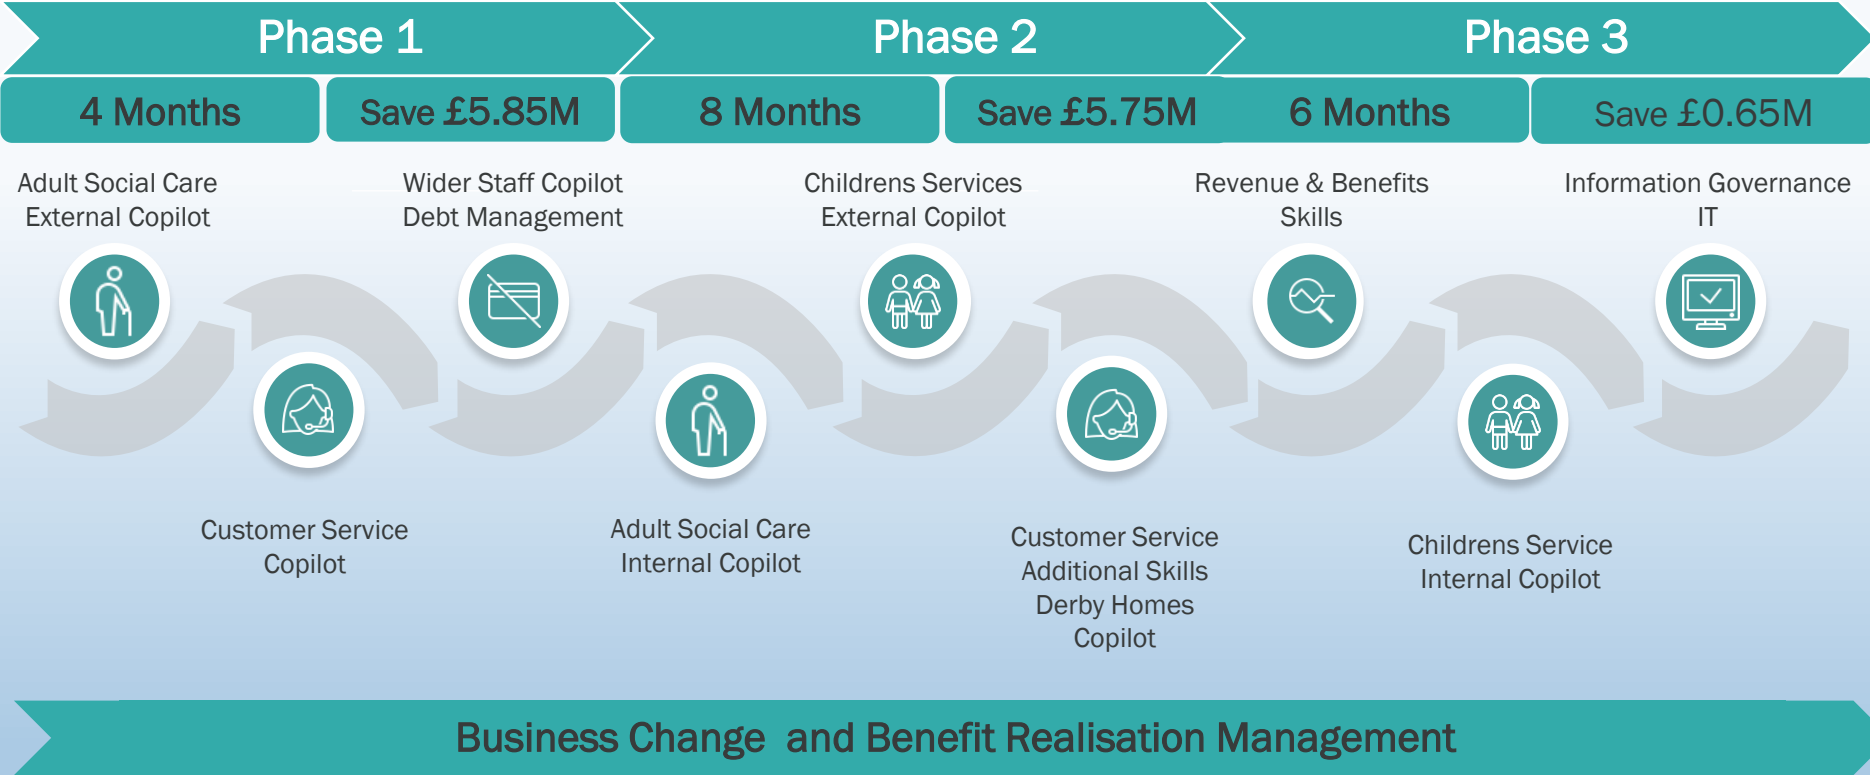 Phase 1
Phase 2
Phase 3
4 Months
Save £5.85M
8 Months
Save £5.75M
6 Months
Save £0.65M
Adult Social Care
External Copilot
Wider Staff Copilot
Debt Management
Childrens Services
External Copilot
Revenue & Benefits
Skills
Information Governance
IT
Customer Service
Copilot
Adult Social Care
Internal Copilot
Customer Service
Additional Skills
Derby Homes
Copilot
Childrens Service
Internal Copilot
Business Change  and Benefit Realisation Management